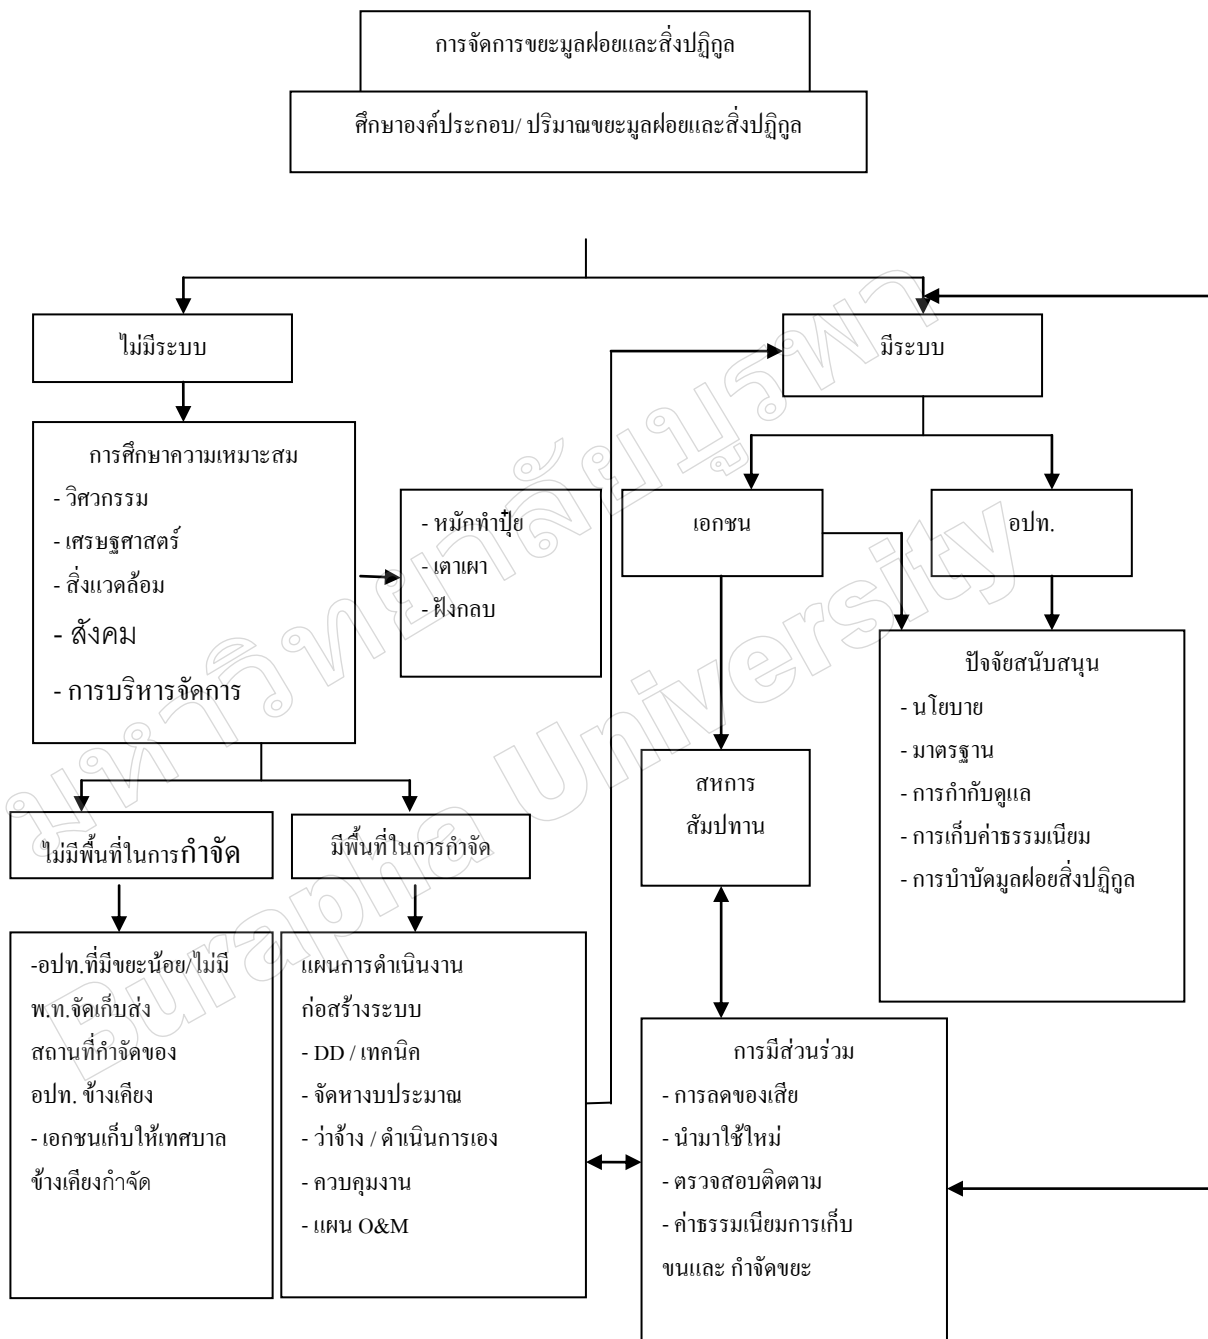 การจัดการขยะมูลฝอยและสิ่งปฏิกูล
ศึกษาองค์ประกอบ/ ปริมาณขยะมูลฝอยและสิ่งปฏิกูล
ไม่มีระบบ
มีระบบ
การศึกษาความเหมาะสม
- วิศวกรรม
- เศรษฐศาสตร์
- สิ่งแวดล้อม
- สังคม
- การบริหารจัดการ
- หมักทำปุ๋ย
- เตาเผา
- ฝังกลบ
เอกชน
อปท.
ปัจจัยสนับสนุน
- นโยบาย
- มาตรฐาน
- การกำกับดูแล
- การเก็บค่าธรรมเนียม
- การบำบัดมูลฝอยสิ่งปฏิกูล
สหการ
สัมปทาน
ไม่มีพื้นที่ในการกำจัด
มีพื้นที่ในการกำจัด
-อปท.ที่มีขยะน้อย/ไม่มี
พ.ท.จัดเก็บส่ง
สถานที่กำจัดของ
อปท. ข้างเคียง
- เอกชนเก็บให้เทศบาล
ข้างเคียงกำจัด
แผนการดำเนินงาน
ก่อสร้างระบบ
- DD / เทคนิค
- จัดหางบประมาณ
- ว่าจ้าง / ดำเนินการเอง
- ควบคุมงาน
- แผน O&M
การมีส่วนร่วม
- การลดของเสีย
- นำมาใช้ใหม่
- ตรวจสอบติดตาม
- ค่าธรรมเนียมการเก็บ
ขนและ กำจัดขยะ
มหาวิทยาลัยบูรพา
Burapha University